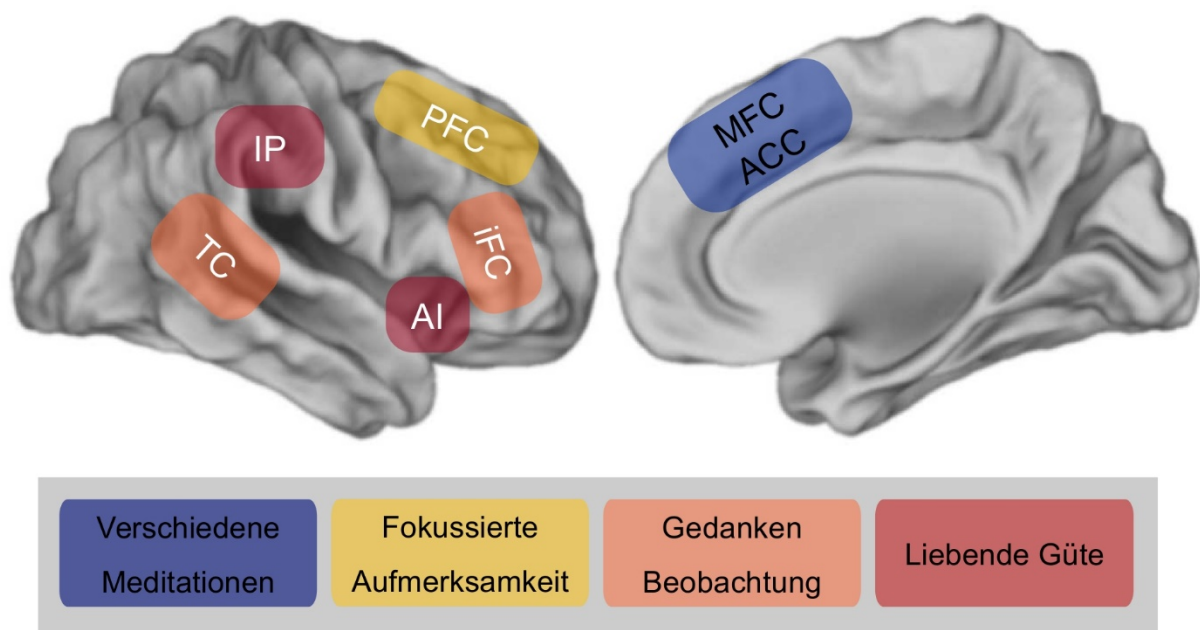 PFC
IP
TC
iFC
AI
MFC
ACC
Verschiedene
Meditationen
Fokussierte
Aufmerksamkeit
Gedanken
Beobachtung
Liebende Güte